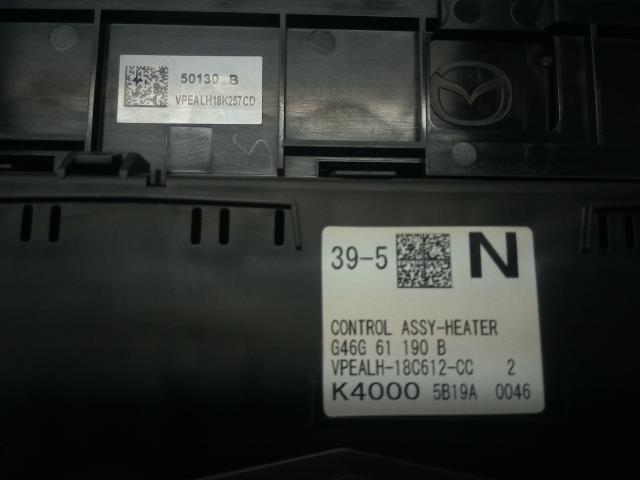 50130 B
VPEALH18K257CD
39-5 N
CONTROL ASSY-HEATER
G46G 61 190 B
VPEALH-18C612-CC 2
K4000 5B19A 0046